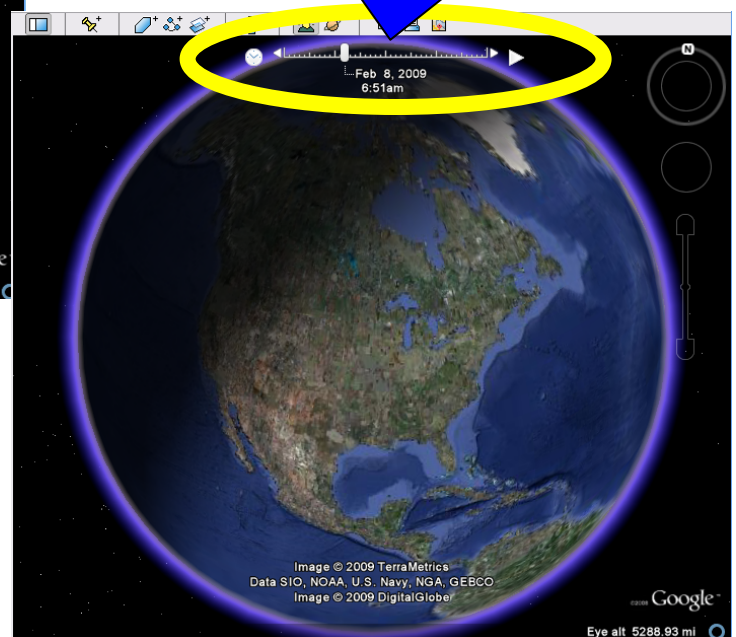 N
Feb 8, 2009
6:51am
e
Image © 2009 TerraMetrics
Data SIO, NOAA, U.S. Navy, NGA, GEBCO
Image © 2009 DigitalGlobe
Google
Eye alt 5288.93 mi